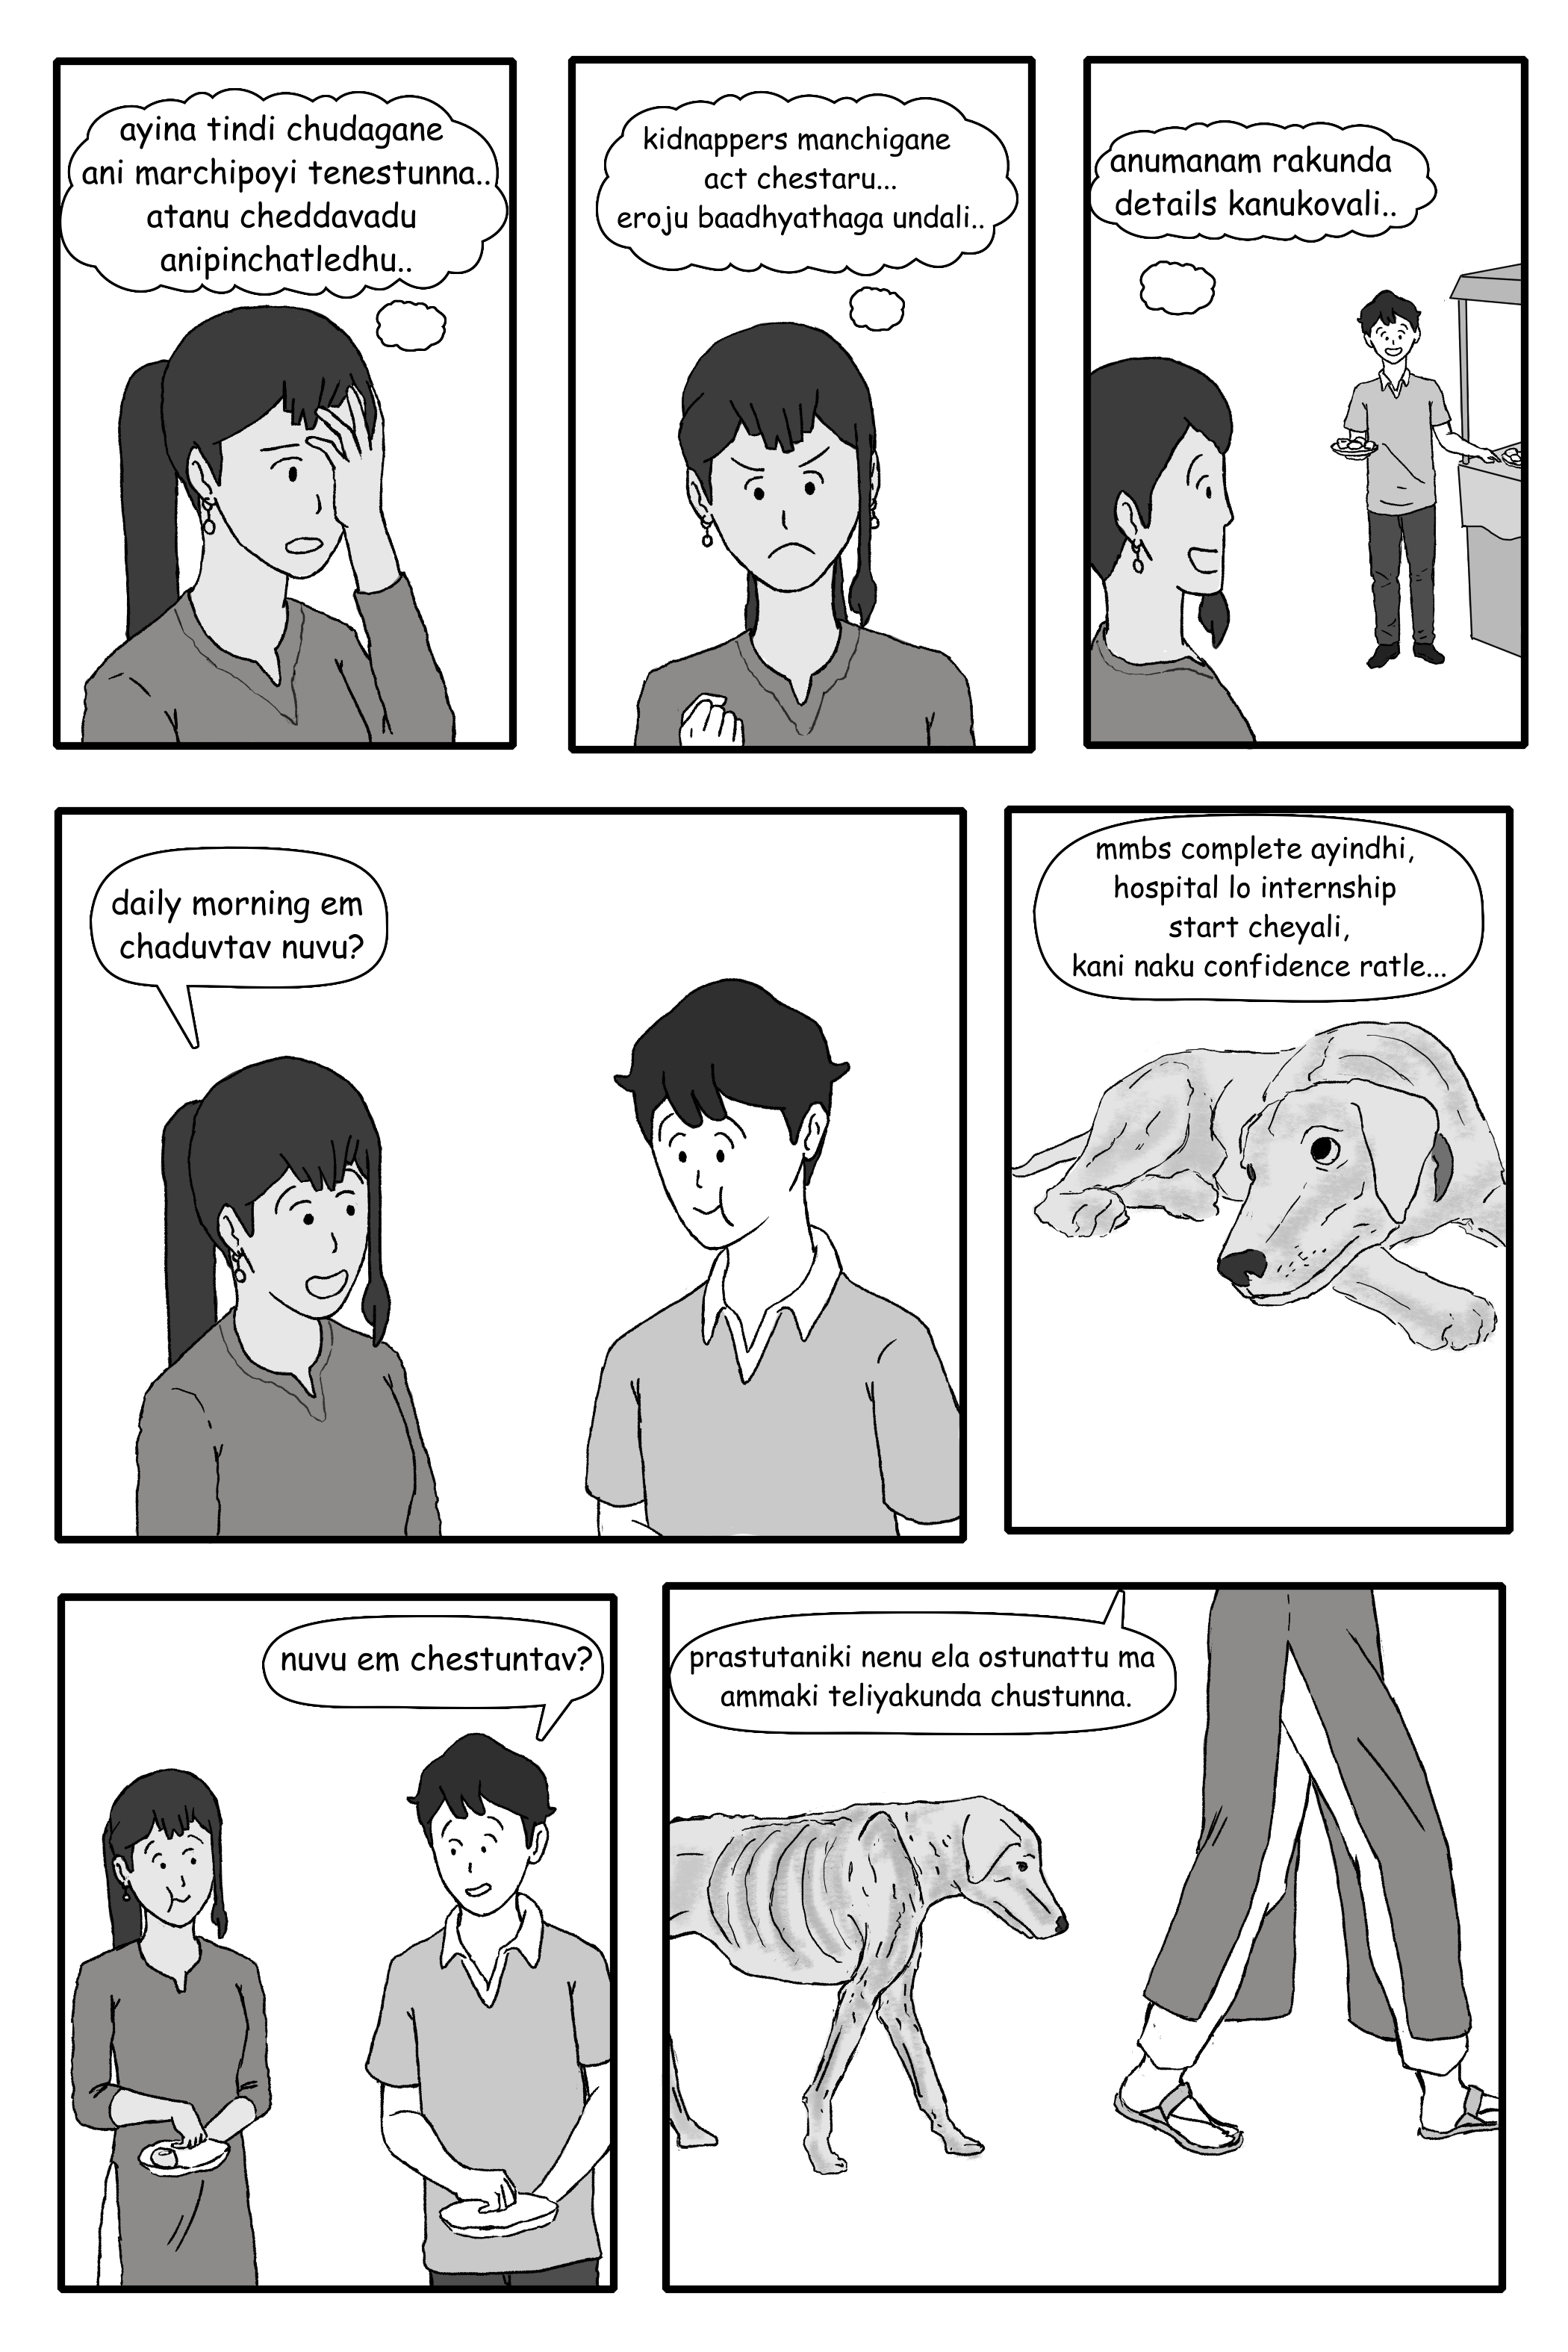 ayina tindi chudagane
ani marchipoyi tenestunna..
atanu cheddavadu
anipinchatledhu..
kidnappers manchigane
act chestaru...
eroju baadhyathaga undali..
anumanam rakunda
details kanukovali..
daily morning em
chaduvtav nuvu?
mmbs complete ayindhi,
hospital lo internship
start cheyali,
kani naku confidence ratle...
nuvu em chestuntav?
prastutaniki nenu ela ostunattu ma
ammaki teliyakunda chustunna.